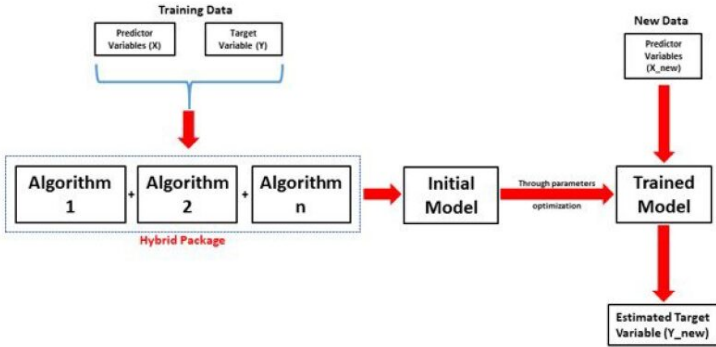 Training Data
Predictor
Variables (X)
Target
Variable (Y)
New Data
Predictor
Variables
(X_new)
Algorithm
1
+
Algorithm
2
+
Algorithm
n
Hybrid Package
Initial
Model
Through parameters
optimization
Trained
Model
Estimated Target
Variable (Y_new)